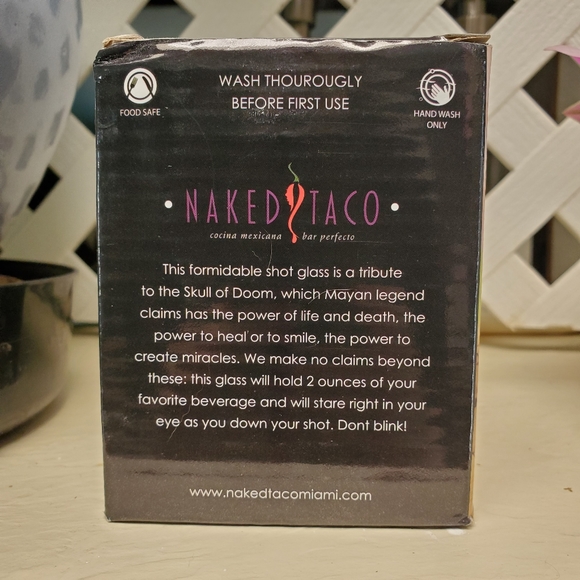 WASH THOUROUGLY
BEFORE FIRST USE
FOOD SAFE
HAND WASH
ONLY
• NAKED TACO •
cocina mexicana bar perfecto
This formidable shot glass is a tribute
to the Skull of Doom, which Mayan legend
claims has the power of life and death, the
power to heal or to smile, the power to
create miracles. We make no claims beyond
these: this glass will hold 2 ounces of your
favorite beverage and will stare right in your
eye as you down your shot. Dont blink!
www.nakedtacomiami.com